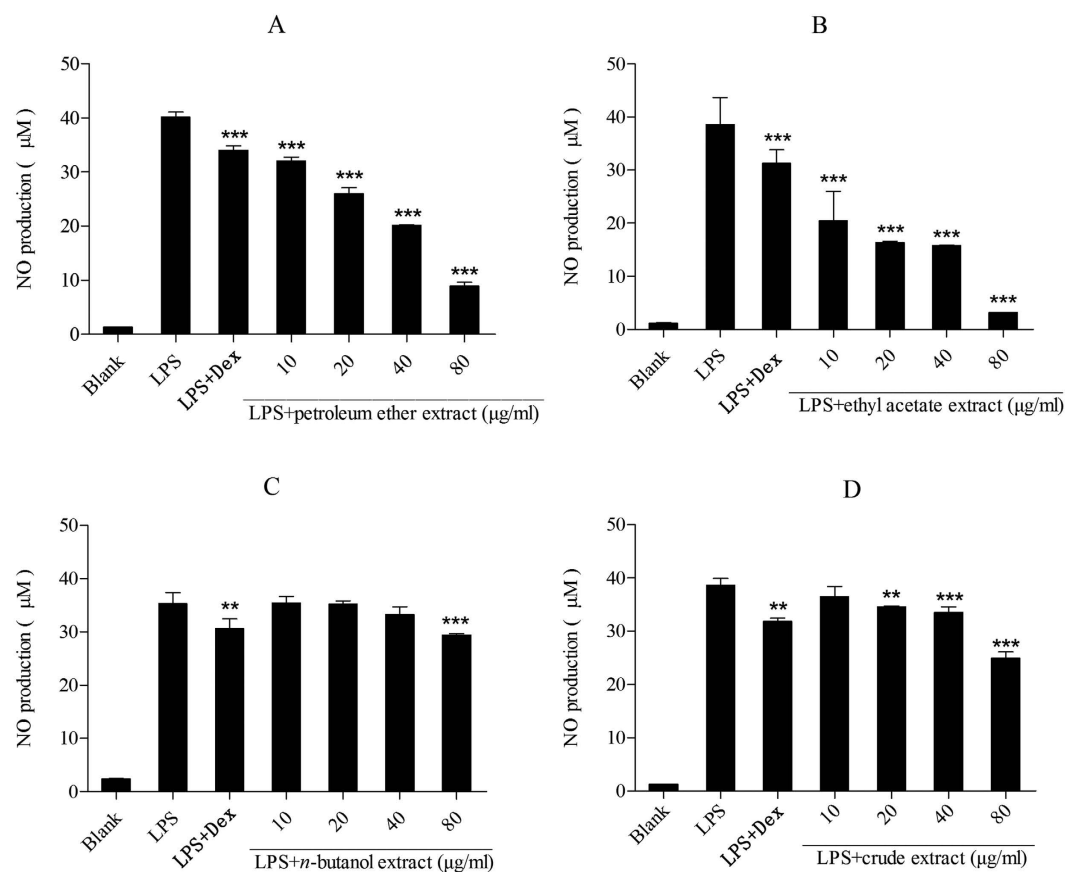 A
NO production ( μM )
50
40
30
20
10
0
***
***
***
***
***
Blank
LPS
LPS+Dex
10
20
40
80
LPS+petroleum ether extract (μg/ml)
B
NO production ( μM )
50
40
30
20
10
0
***
***
***
***
***
Blank
LPS
LPS+Dex
10
20
40
80
LPS+ethyl acetate extract (μg/ml)
C
NO production ( μM )
50
40
30
20
10
0
**
***
Blank
LPS
LPS+Dex
10
20
40
80
LPS+n-butanol extract (μg/ml)
D
NO production ( μM )
50
40
30
20
10
0
**
**
***
***
Blank
LPS
LPS+Dex
10
20
40
80
LPS+crude extract (μg/ml)